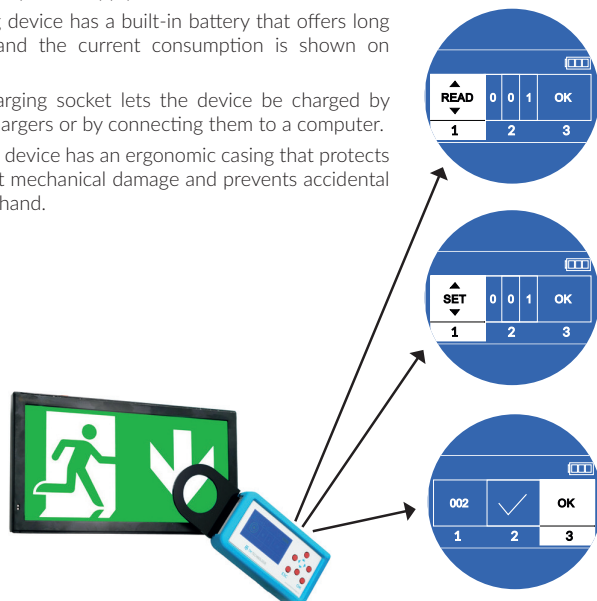 g device has a built-in battery that offers long
and the current consumption is shown on
arging socket lets the device be charged by
argers or by connecting them to a computer.
device has an ergonomic casing that protects
t mechanical damage and prevents accidental
hand.
READ 0 0 1 OK
1 2 3
SET 0 0 1 OK
1 2 3
002 OK
1 2 3